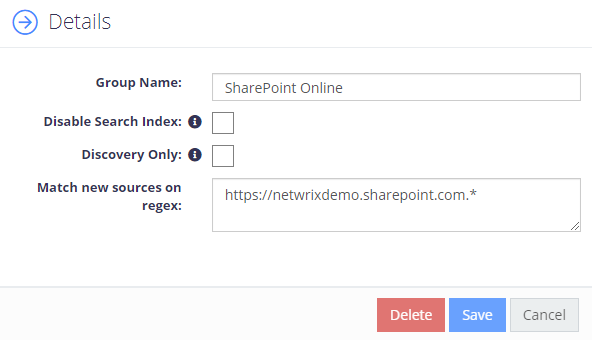 Details
Group Name: SharePoint Online
Disable Search Index:
Discovery Only:
Match new sources on
regex:
https://netwrixdemo.sharepoint.com.*
Delete Save Cancel